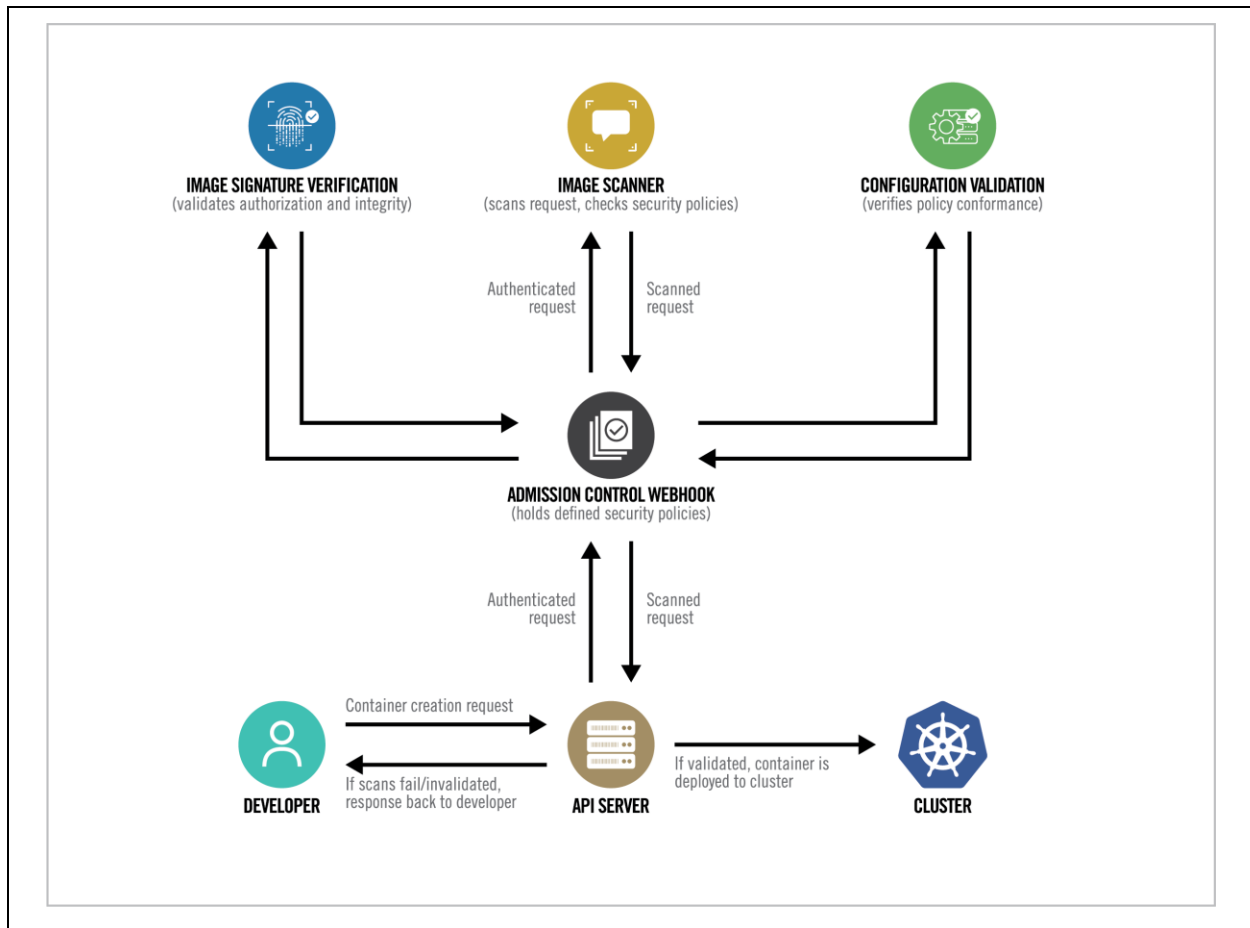 IMAGE SIGNATURE VERIFICATION
(validates authorization and integrity)
IMAGE SCANNER
(scans request, checks security policies)
CONFIGURATION VALIDATION
(verifies policy conformance)
Authenticated
request
Scanned
request
ADMISSION CONTROL WEBHOOK
(holds defined security policies)
Authenticated
request
Scanned
request
Container creation request
If scans fail/invalidated,
response back to developer
DEVELOPER
API SERVER
If validated, container is
deployed to cluster
CLUSTER